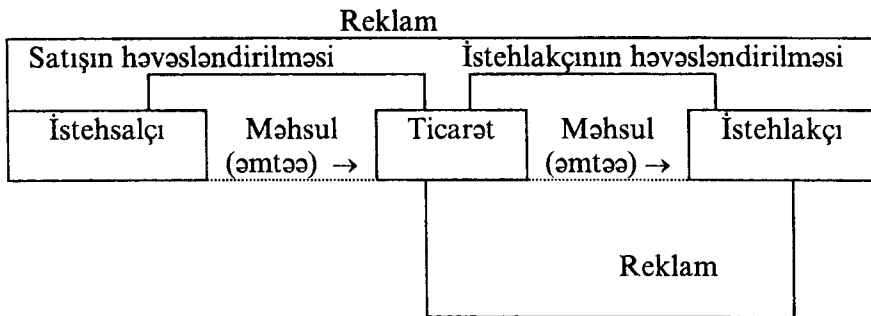 Reklam
Satışın həvəsləndirilməsi İstehlakçının həvəsləndirilməsi
İstehsalçı Məhsul Ticarət Məhsul İstehlakçı
(əmtəə) → (əmtəə) →
Reklam